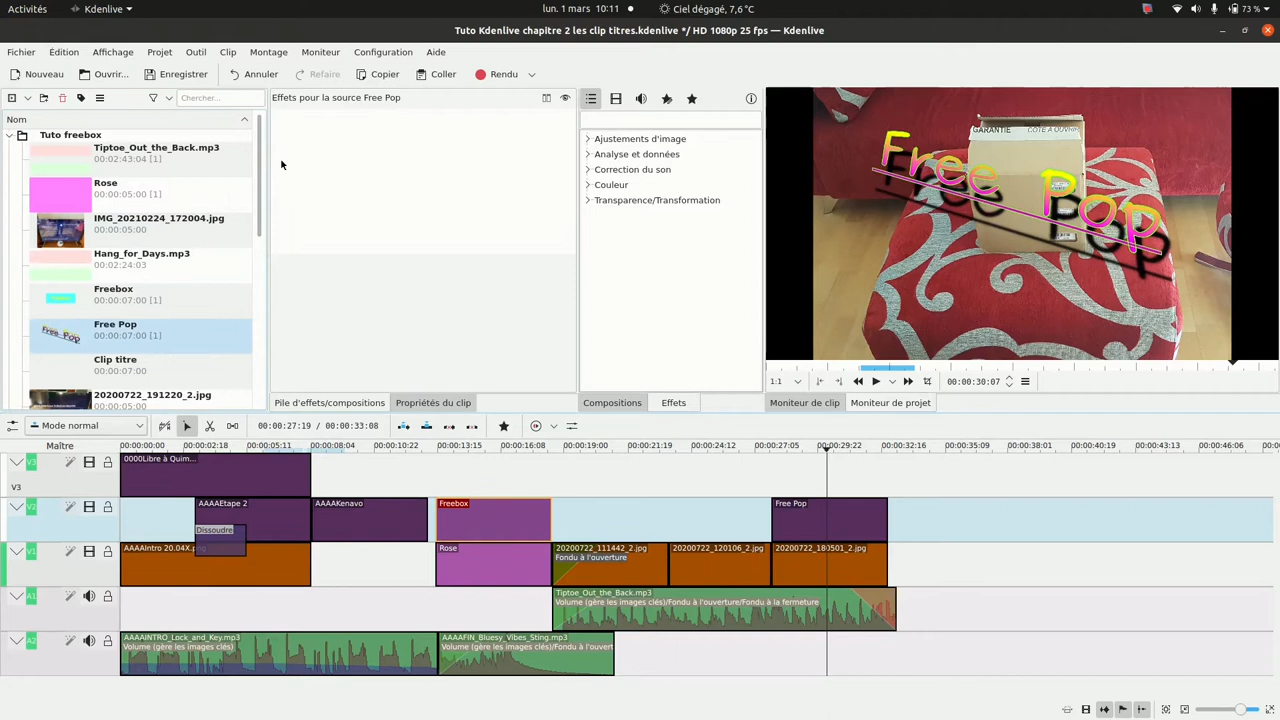 Activités
Kdenlive
lun. 1 mars 10:11
Ciel dégagé, 7,6°C
73 %
Tuto Kdenlive chapitre 2 les clip titres.kdenlive */ HD 1080p 25 fps — Kdenlive
Fichier Édition Affichage Projet Outil Clip Montage Moniteur Configuration Aide
Nouveau Ouvrir... Enregistrer Annuler Refaire Copier Coller Rendu
Chercher...
Effets pour la source Free Pop
Nom
Tuto freebox
Tiptoe_Out_the_Back.mp3
00:02:43:04 [1]
Rose
00:00:05:00 [1]
IMG_20210224_172004.jpg
00:00:05:00
Hang_for_Days.mp3
00:02:24:03
Freebox
00:00:07:00 [1]
Free Pop
00:00:07:00 [1]
Clip titre
00:00:07:00
20200722_191220_2.jpg
00:00:05:00
Pile d'effets/compositions Propriétés du clip
Ajustements d'image
Analyse et données
Correction du son
Couleur
Transparence/Transformation
Compositions Effets
GARANTIE
CÔTÉ À OUVRIR
Free Pop
1:1
00:00:30:07
Moniteur de clip Moniteur de projet
Mode normal
00:00:27:19 / 00:00:33:08
Maître
00:00:00:00 00:00:02:18 00:00:05:11 00:00:08:04 00:00:10:22 00:00:13:15 00:00:16:08 00:00:19:00 00:00:21:19 00:00:24:12 00:00:27:05 00:00:29:22 00:00:32:16 00:00:35:09 00:00:38:01 00:00:40:19 00:00:43:13 00:00:46:06 00:00:
V3
V3
0000Libre à Quim...
V2
AAAAEtape 2
AAAAKenavo
Freebox
Free Pop
Dissoudre
V1
AAAAIntro 20.04X.png
Rose
20200722_111442_2.jpg
Fondu à l'ouverture
20200722_120106_2.jpg
20200722_180501_2.jpg
A1
Tiptoe_Out_the_Back.mp3
Volume (gère les images clés)/Fondu à l'ouverture/Fondu à la fermeture
A2
AAAAINTRO_Lock_and_Key.mp3
Volume (gère les images clés)
AAAAFIN_Bluesy_Vibes_Sting.mp3
Volume (gère les images clés)/Fondu à l'ouvert